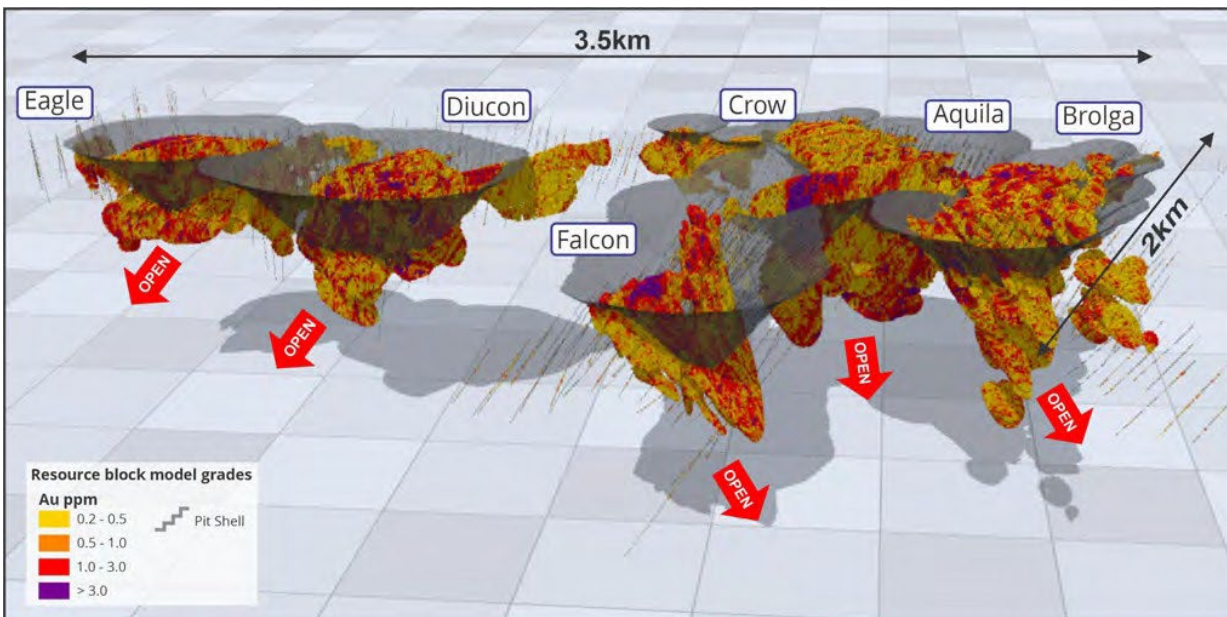 3.5km
Eagle
Diucon
Crow
Aquila
Brolga
2km
Falcon
OPEN
OPEN
OPEN
OPEN
OPEN
Resource block model grades
Au ppm
0.2 - 0.5
Pit Shell
0.5 - 1.0
1.0 - 3.0
> 3.0